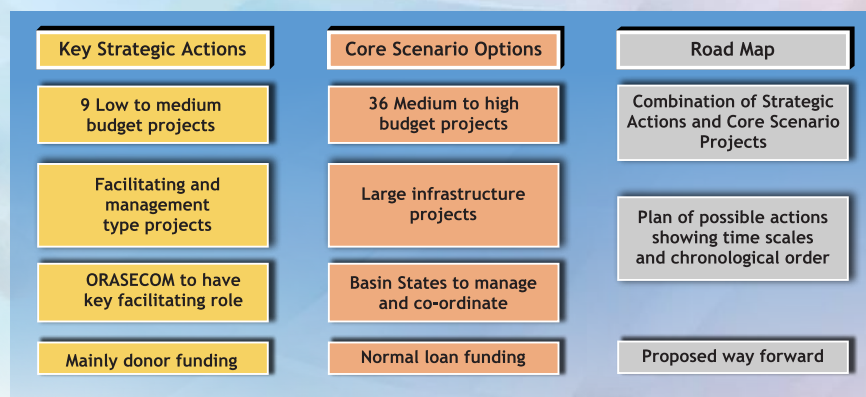 Key Strategic Actions
9 Low to medium
budget projects
Facilitating and
management
type projects
ORASECOM to have
key facilitating role
Mainly donor funding
Core Scenario Options
36 Medium to high
budget projects
Large infrastructure
projects
Basin States to manage
and co-ordinate
Normal loan funding
Road Map
Combination of Strategic
Actions and Core Scenario
Projects
Plan of possible actions
showing time scales
and chronological order
Proposed way forward